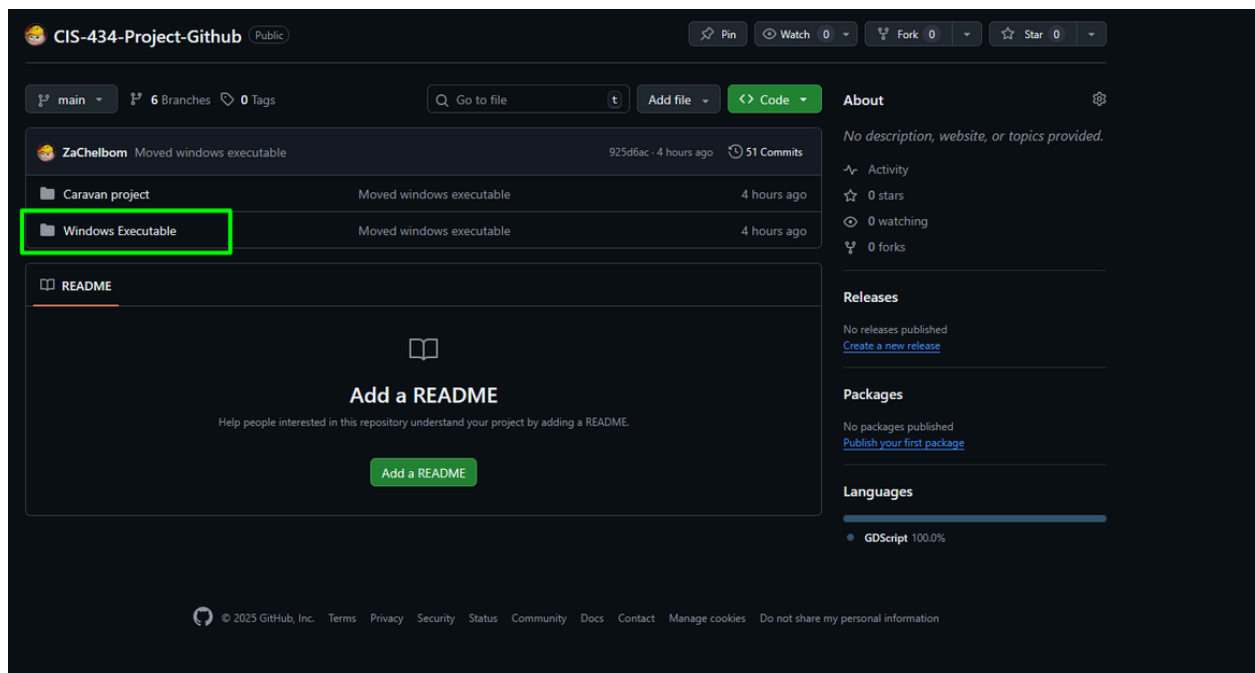 CIS-434-Project-Github Public
Pin Watch 0 Fork 0 Star 0
main 6 Branches 0 Tags Go to file t Add file Code
ZaChelbom Moved windows executable 925d6ac · 4 hours ago 51 Commits
Caravan project Moved windows executable 4 hours ago
Windows Executable Moved windows executable 4 hours ago
README
Add a README
Help people interested in this repository understand your project by adding a README.
Add a README
About
No description, website, or topics provided.
Activity
0 stars
0 watching
0 forks
Releases
No releases published
Create a new release
Packages
No packages published
Publish your first package
Languages
GDScript 100.0%
© 2025 GitHub, Inc. Terms Privacy Security Status Community Docs Contact Manage cookies Do not share my personal information